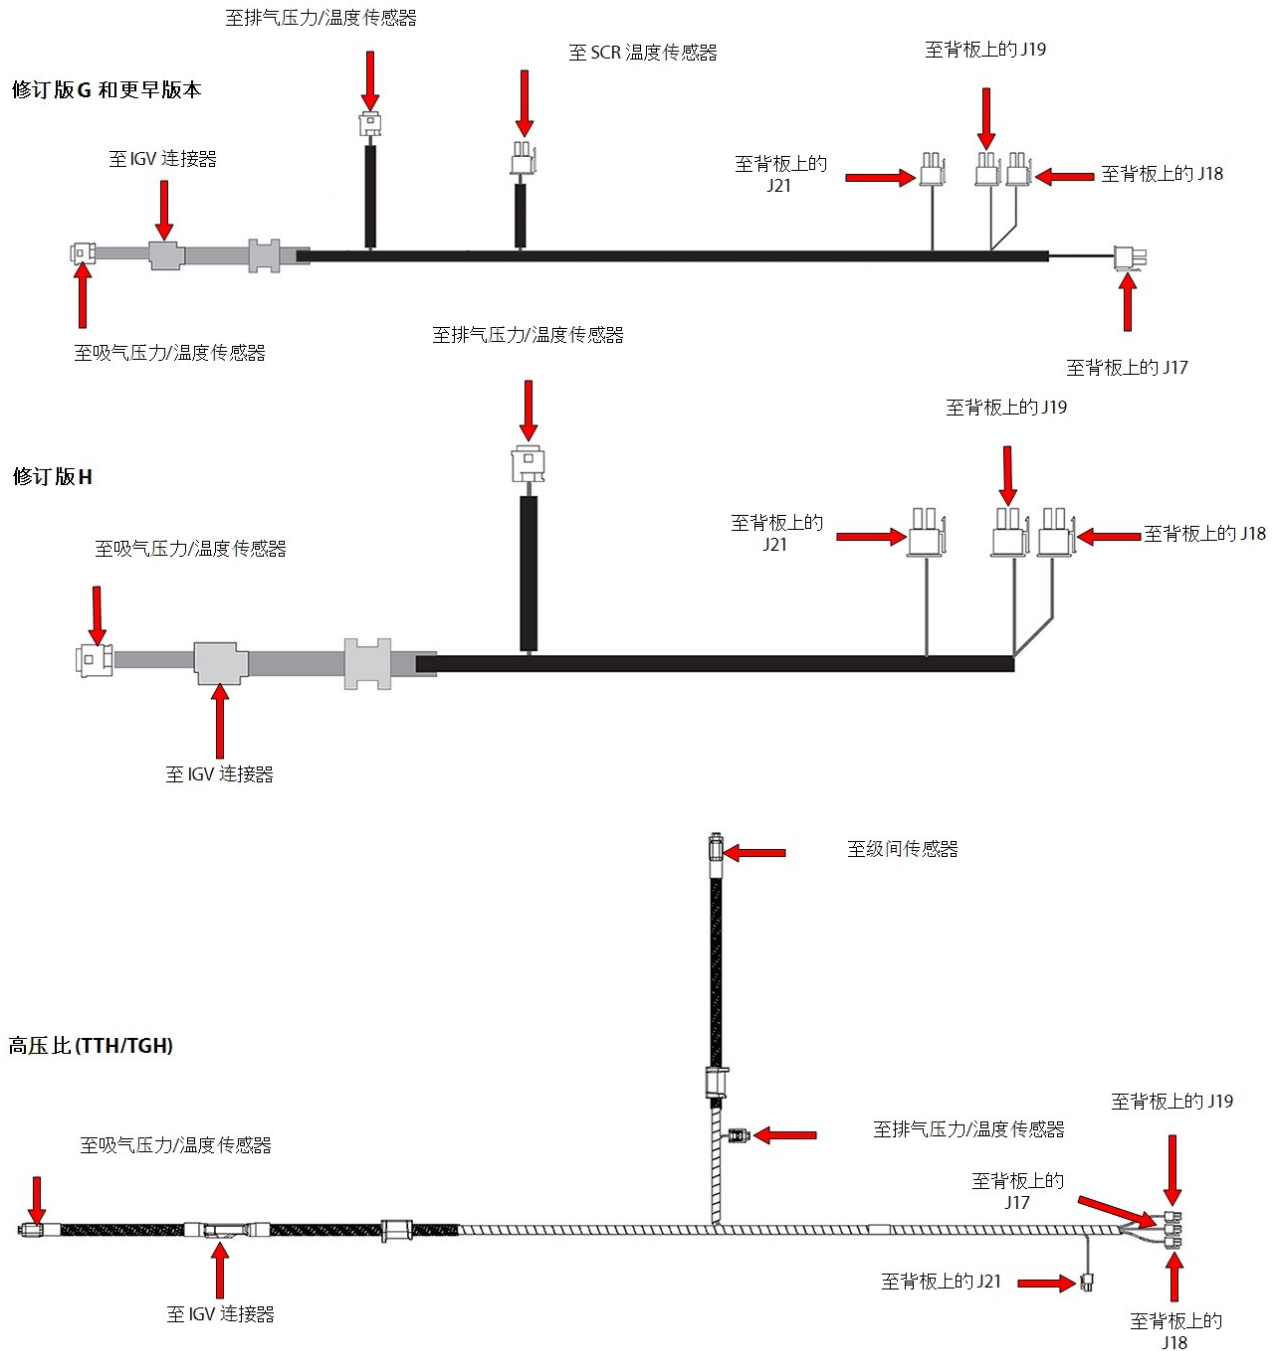 至排气压力/温度传感器
至 SCR 温度传感器
至背板上的 J19
修订版 G 和更早版本
至 IGV 连接器
至背板上的
J21
至背板上的 J18
至吸气压力/温度传感器
至背板上的 J17
至排气压力/温度传感器
至背板上的 J19
修订版 H
至背板上的
J21
至背板上的 J18
至吸气压力/温度传感器
至 IGV 连接器
至级间传感器
高压比 (TTH/TGH)
至背板上的 J19
至排气压力/温度传感器
至吸气压力/温度传感器
至背板上的
J17
至背板上的 J21
至 IGV 连接器
至背板上的
J18